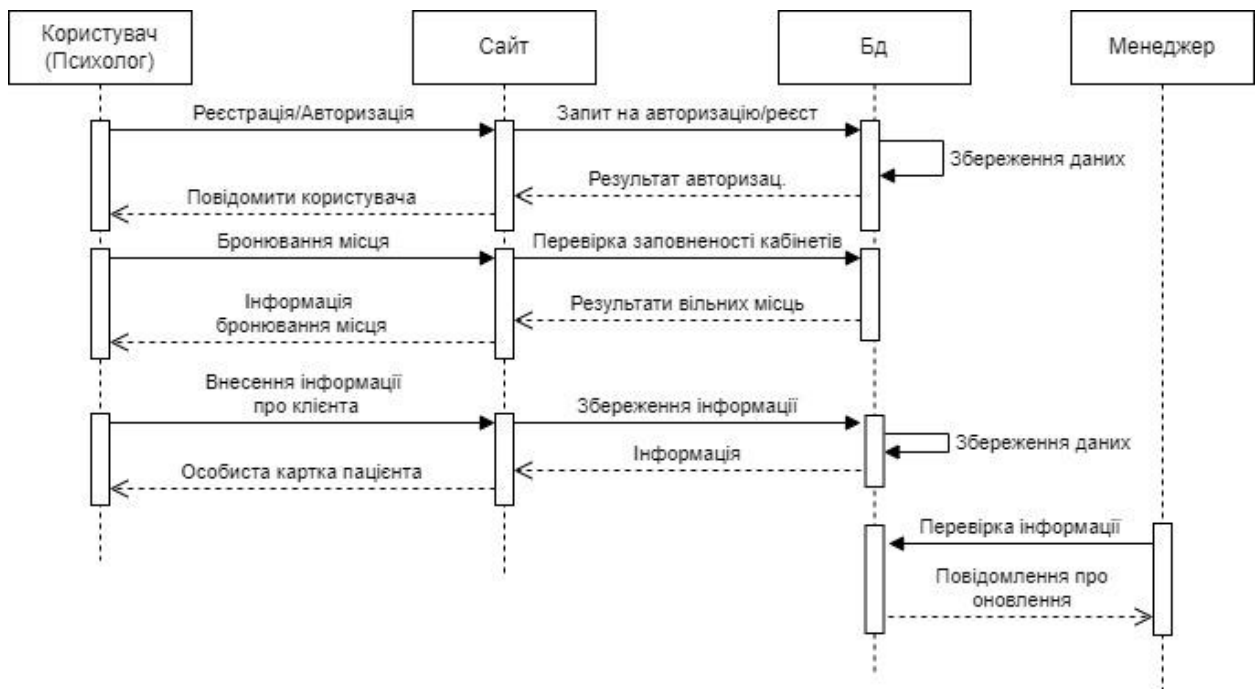 Користувач
(Психолог)
Сайт
Бд
Менеджер
Реєстрація/Авторизація
Запит на авторизацію/реєст
Збереження даних
Результат авторизац.
Повідомити користувача
Бронювання місця
Перевірка заповнености кабінетів
Інформація
бронювання місця
Результати вільних місць
Внесення інформації
про клієнта
Збереження інформації
Збереження даних
Інформація
Особиста картка пацієнта
Перевірка інформації
Повідомлення про
оновлення